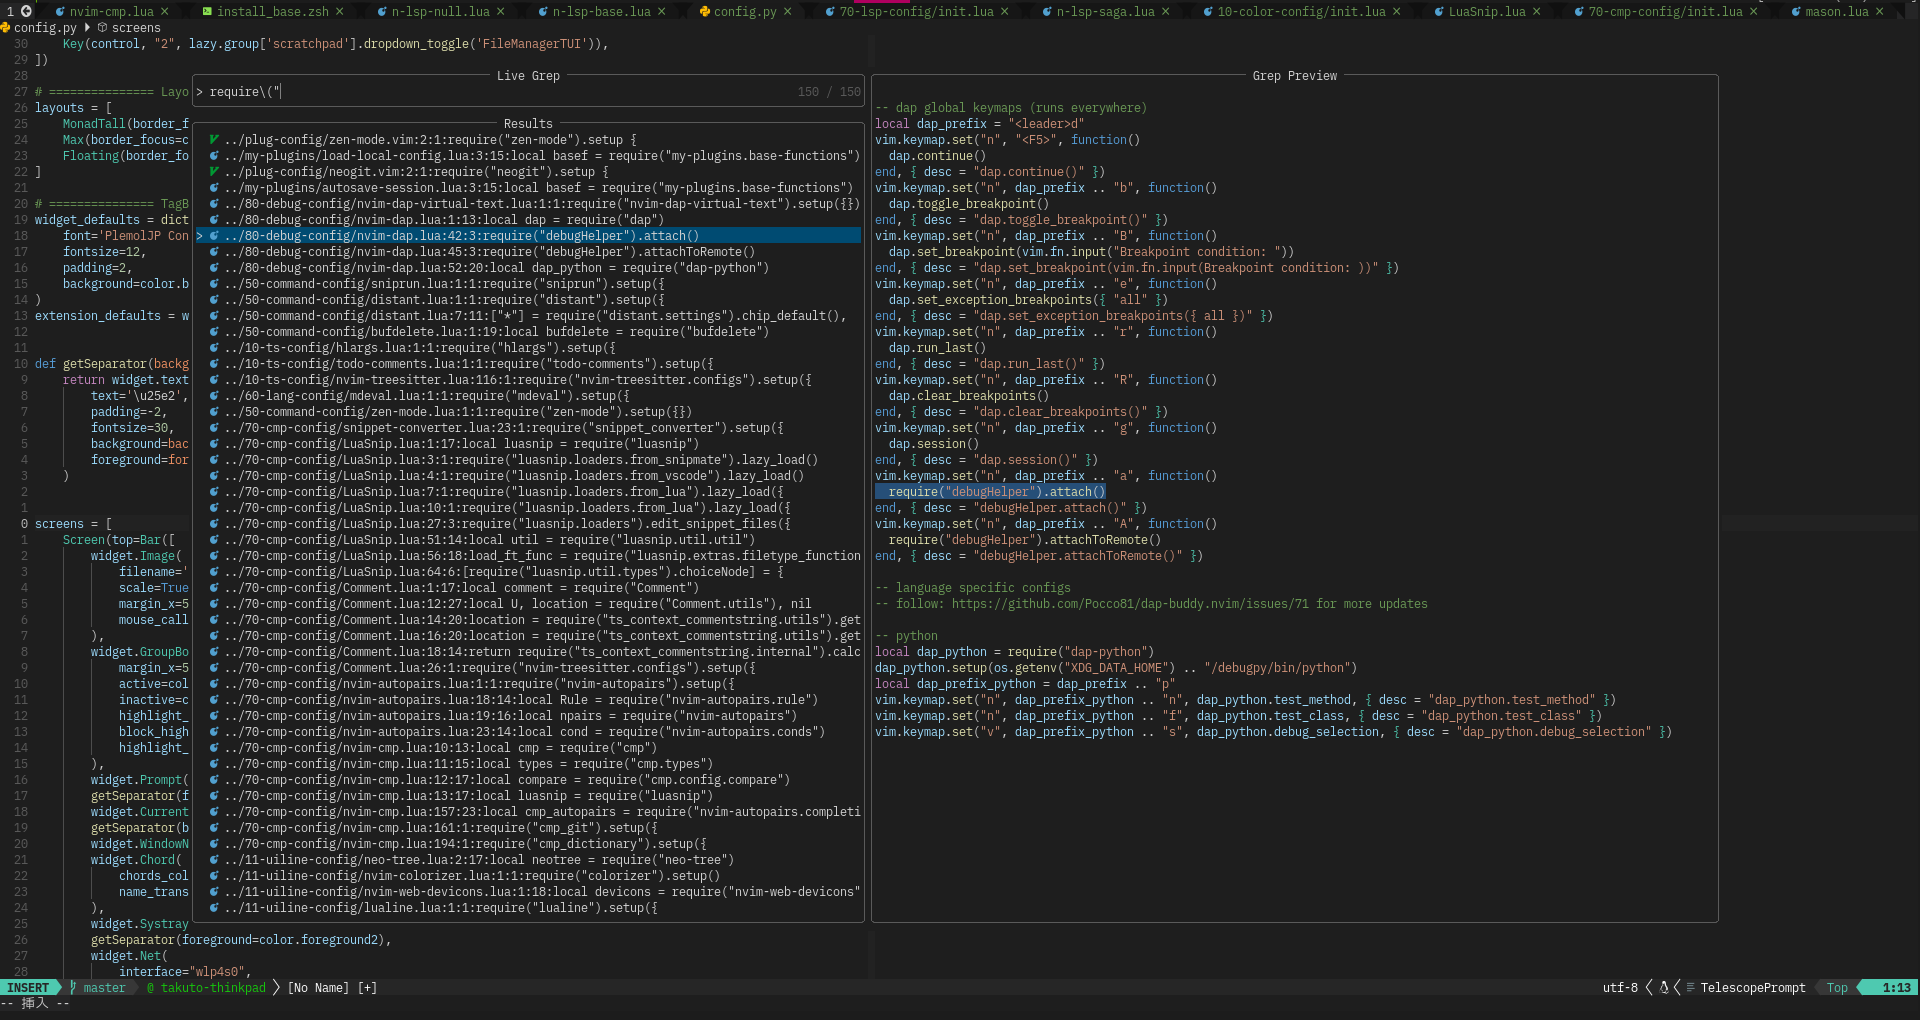 1 nvim-cmp.lua × install_base.zsh × n-lsp-null.lua × n-lsp-base.lua × config.py × 70-lsp-config/init.lua × n-lsp-saga.lua × 10-color-config/init.lua × LuaSnip.lua × 70-cmp-config/init.lua × mason.lua ×
config.py screens
30 Key(control, "2", lazy.group['scratchpad'].dropdown_toggle('FileManagerTUI')),
29 ])
28
27 # =============== Layo
26 layouts = [
25 MonadTall(border_f
24 Max(border_focus=c
23 Floating(border_fo
22 ]
21
20 # =============== TagB
19 widget_defaults = dict
18 font='PlemolJP Con
17 fontsize=12,
16 padding=2,
15 background=color.b
14 )
13 extension_defaults = w
12
11
10 def getSeparator(backg
9 return widget.text
8 text='\u25e2',
7 padding=-2,
6 fontsize=30,
5 background=bac
4 foreground=for
3 )
2
1
0 screens = [
1 Screen(top=Bar([
2 widget.Image(
3 filename='
4 scale=True
5 margin_x=5
6 mouse_call
7 ),
8 widget.GroupBo
9 margin_x=5
10 active=col
11 inactive=c
12 highlight_
13 block_high
14 highlight_
15 ),
16 widget.Prompt(
17 getSeparator(f
18 widget.Current
19 getSeparator(b
20 widget.WindowN
21 widget.Chord(
22 chords_col
23 name_trans
24 ),
25 widget.Systray
26 getSeparator(foreground=color.foreground2),
27 widget.Net(
28 interface="wlp4s0",
Live Grep
> require\(" 150 / 150
Results
../plug-config/zen-mode.vim:2:1:require("zen-mode").setup {
../my-plugins/load-local-config.lua:3:15:local basef = require("my-plugins.base-functions")
../plug-config/neogit.vim:2:1:require("neogit").setup {
../my-plugins/autosave-session.lua:3:15:local basef = require("my-plugins.base-functions")
../80-debug-config/nvim-dap-virtual-text.lua:1:1:require("nvim-dap-virtual-text").setup({})
../80-debug-config/nvim-dap.lua:1:13:local dap = require("dap")
> ../80-debug-config/nvim-dap.lua:42:3:require("debugHelper").attach()
../80-debug-config/nvim-dap.lua:45:3:require("debugHelper").attachToRemote()
../80-debug-config/nvim-dap.lua:52:20:local dap_python = require("dap-python")
../50-command-config/sniprun.lua:1:1:require("sniprun").setup({
../50-command-config/distant.lua:1:1:require("distant").setup({
../50-command-config/distant.lua:7:11:["*"] = require("distant.settings").chip_default(),
../50-command-config/bufdelete.lua:1:19:local bufdelete = require("bufdelete")
../10-ts-config/hlargs.lua:1:1:require("hlargs").setup({
../10-ts-config/todo-comments.lua:1:1:require("todo-comments").setup({
../10-ts-config/nvim-treesitter.lua:116:1:require("nvim-treesitter.configs").setup({
../60-lang-config/mdeval.lua:1:1:require("mdeval").setup({
../50-command-config/zen-mode.lua:1:1:require("zen-mode").setup({})
../70-cmp-config/snippet-converter.lua:23:1:require("snippet_converter").setup({
../70-cmp-config/LuaSnip.lua:1:17:local luasnip = require("luasnip")
../70-cmp-config/LuaSnip.lua:3:1:require("luasnip.loaders.from_snipmate").lazy_load()
../70-cmp-config/LuaSnip.lua:4:1:require("luasnip.loaders.from_vscode").lazy_load()
../70-cmp-config/LuaSnip.lua:7:1:require("luasnip.loaders.from_lua").lazy_load({
../70-cmp-config/LuaSnip.lua:10:1:require("luasnip.loaders.from_lua").lazy_load({
../70-cmp-config/LuaSnip.lua:27:3:require("luasnip.loaders").edit_snippet_files({
../70-cmp-config/LuaSnip.lua:51:14:local util = require("luasnip.util.util")
../70-cmp-config/LuaSnip.lua:56:18:load_ft_func = require("luasnip.extras.filetype_function
../70-cmp-config/LuaSnip.lua:64:6:[require("luasnip.util.types").choiceNode] = {
../70-cmp-config/Comment.lua:1:17:local comment = require("Comment")
../70-cmp-config/Comment.lua:12:27:local U, location = require("Comment.utils"), nil
../70-cmp-config/Comment.lua:14:20:location = require("ts_context_commentstring.utils").get
../70-cmp-config/Comment.lua:16:20:location = require("ts_context_commentstring.utils").get
../70-cmp-config/Comment.lua:18:14:return require("ts_context_commentstring.internal").calc
../70-cmp-config/Comment.lua:26:1:require("nvim-treesitter.configs").setup({
../70-cmp-config/nvim-autopairs.lua:1:1:require("nvim-autopairs").setup({
../70-cmp-config/nvim-autopairs.lua:18:14:local Rule = require("nvim-autopairs.rule")
../70-cmp-config/nvim-autopairs.lua:19:16:local npairs = require("nvim-autopairs")
../70-cmp-config/nvim-autopairs.lua:23:14:local cond = require("nvim-autopairs.conds")
../70-cmp-config/nvim-cmp.lua:10:13:local cmp = require("cmp")
../70-cmp-config/nvim-cmp.lua:11:15:local types = require("cmp.types")
../70-cmp-config/nvim-cmp.lua:12:17:local compare = require("cmp.config.compare")
../70-cmp-config/nvim-cmp.lua:13:17:local luasnip = require("luasnip")
../70-cmp-config/nvim-cmp.lua:157:23:local cmp_autopairs = require("nvim-autopairs.completi
../70-cmp-config/nvim-cmp.lua:161:1:require("cmp_git").setup({
../70-cmp-config/nvim-cmp.lua:194:1:require("cmp_dictionary").setup({
../11-uiline-config/neo-tree.lua:2:17:local neotree = require("neo-tree")
../11-uiline-config/nvim-colorizer.lua:1:1:require("colorizer").setup()
../11-uiline-config/nvim-web-devicons.lua:1:18:local devicons = require("nvim-web-devicons"
../11-uiline-config/lualine.lua:1:1:require("lualine").setup({
Grep Preview
-- dap global keymaps (runs everywhere)
local dap_prefix = "<leader>d"
vim.keymap.set("n", "<F5>", function()
dap.continue()
end, { desc = "dap.continue()" })
vim.keymap.set("n", dap_prefix .. "b", function()
dap.toggle_breakpoint()
end, { desc = "dap.toggle_breakpoint()" })
vim.keymap.set("n", dap_prefix .. "B", function()
dap.set_breakpoint(vim.fn.input("Breakpoint condition: "))
end, { desc = "dap.set_breakpoint(vim.fn.input(Breakpoint condition: ))" })
vim.keymap.set("n", dap_prefix .. "e", function()
dap.set_exception_breakpoints({ "all" })
end, { desc = "dap.set_exception_breakpoints({ all })" })
vim.keymap.set("n", dap_prefix .. "r", function()
dap.run_last()
end, { desc = "dap.run_last()" })
vim.keymap.set("n", dap_prefix .. "R", function()
dap.clear_breakpoints()
end, { desc = "dap.clear_breakpoints()" })
vim.keymap.set("n", dap_prefix .. "g", function()
dap.session()
end, { desc = "dap.session()" })
vim.keymap.set("n", dap_prefix .. "a", function()
require("debugHelper").attach()
end, { desc = "debugHelper.attach()" })
vim.keymap.set("n", dap_prefix .. "A", function()
require("debugHelper").attachToRemote()
end, { desc = "debugHelper.attachToRemote()" })
-- language specific configs
-- follow: https://github.com/Pocco81/dap-buddy.nvim/issues/71 for more updates
-- python
local dap_python = require("dap-python")
dap_python.setup(os.getenv("XDG_DATA_HOME") .. "/debugpy/bin/python")
local dap_prefix_python = dap_prefix .. "p"
vim.keymap.set("n", dap_prefix_python .. "n", dap_python.test_method, { desc = "dap_python.test_method" })
vim.keymap.set("n", dap_prefix_python .. "f", dap_python.test_class, { desc = "dap_python.test_class" })
vim.keymap.set("v", dap_prefix_python .. "s", dap_python.debug_selection, { desc = "dap_python.debug_selection" })
INSERT master @ takuto-thinkpad [No Name] [+] utf-8 TelescopePrompt Top 1:13
-- 挿入 --